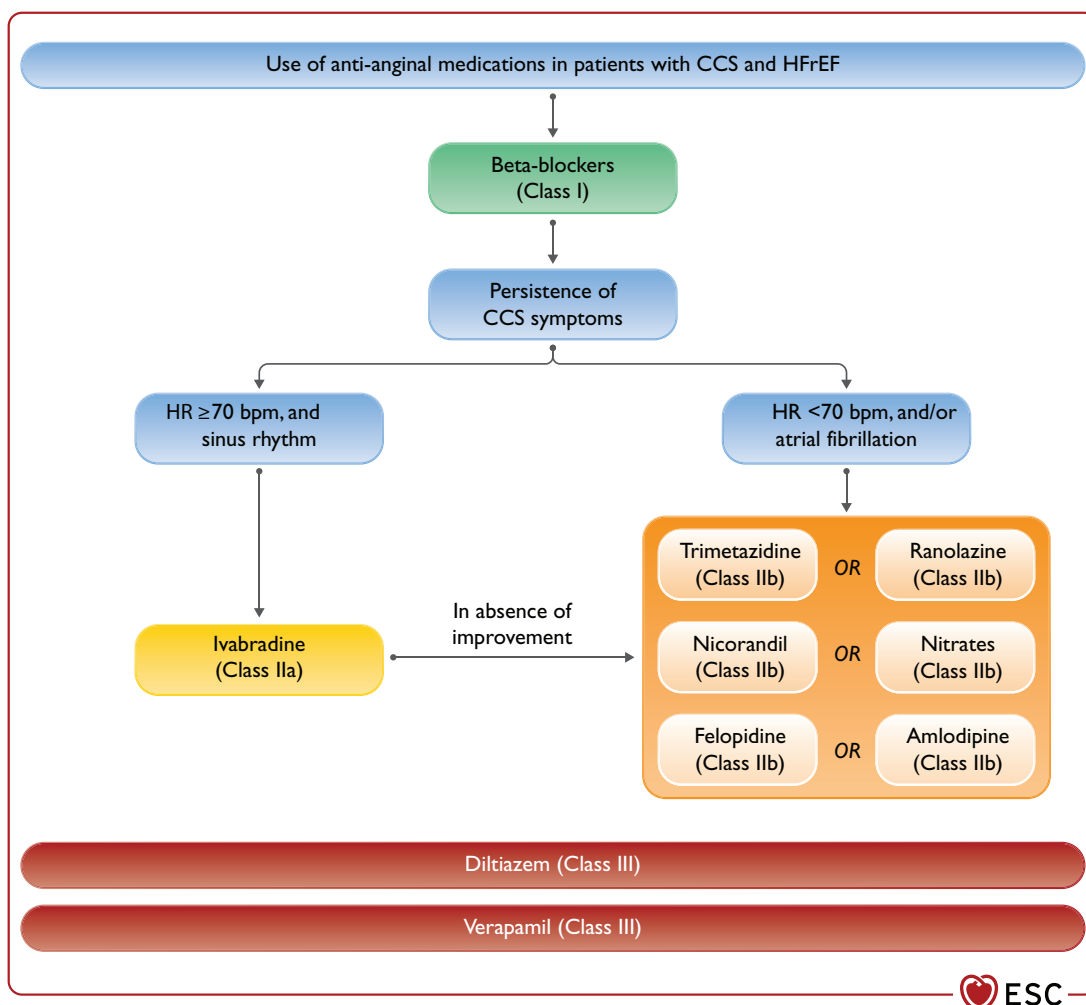 Use of anti-anginal medications in patients with CCS and HFrEF
Beta-blockers
(Class I)
Persistence of
CCS symptoms
HR ≥70 bpm, and
sinus rhythm
HR <70 bpm, and/or
atrial fibrillation
Trimetazidine
(Class IIb)
OR
Ranolazine
(Class IIb)
In absence of
improvement
Ivabradine
(Class IIa)
Nicorandil
(Class IIb)
OR
Nitrates
(Class IIb)
Felopidine
(Class IIb)
OR
Amlodipine
(Class IIb)
Diltiazem (Class III)
Verapamil (Class III)
ESC